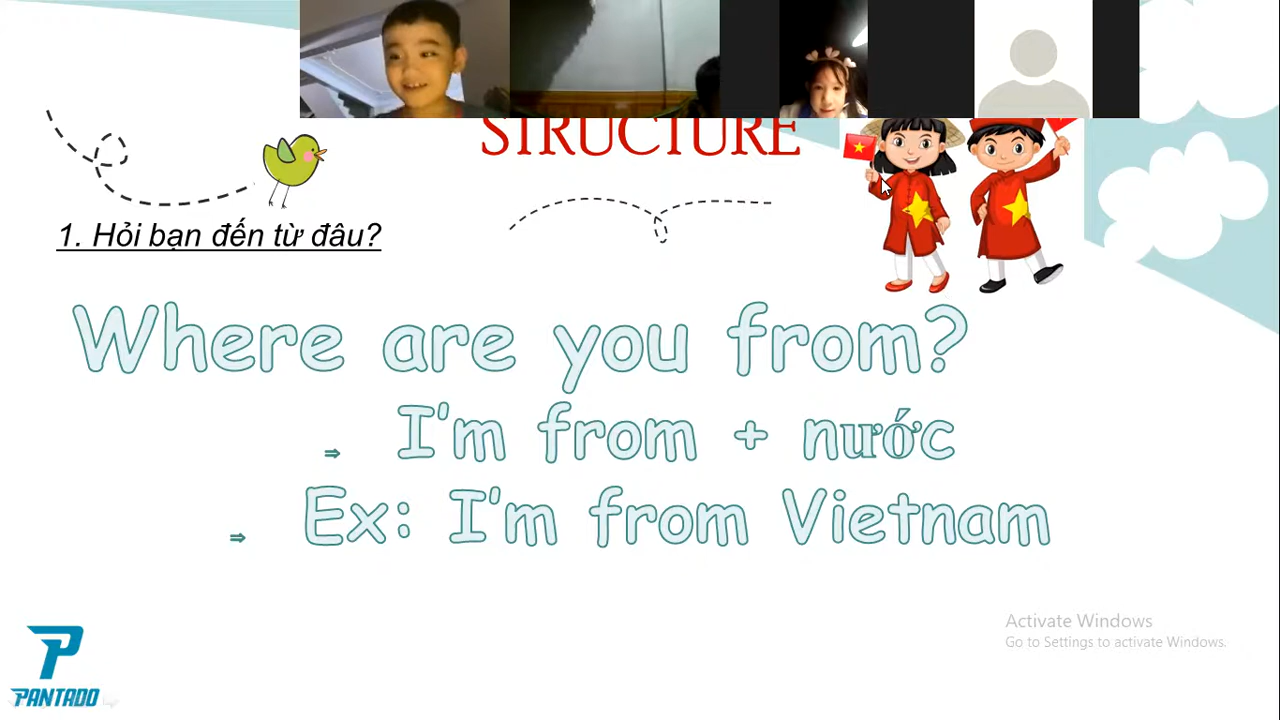 STRUCTURE
1. Hỏi bạn đến từ đâu?
Where are you from?
⇒ I'm from + nước
⇒ Ex: I'm from Vietnam
Activate Windows
Go to Settings to activate Windows.
PANTADO